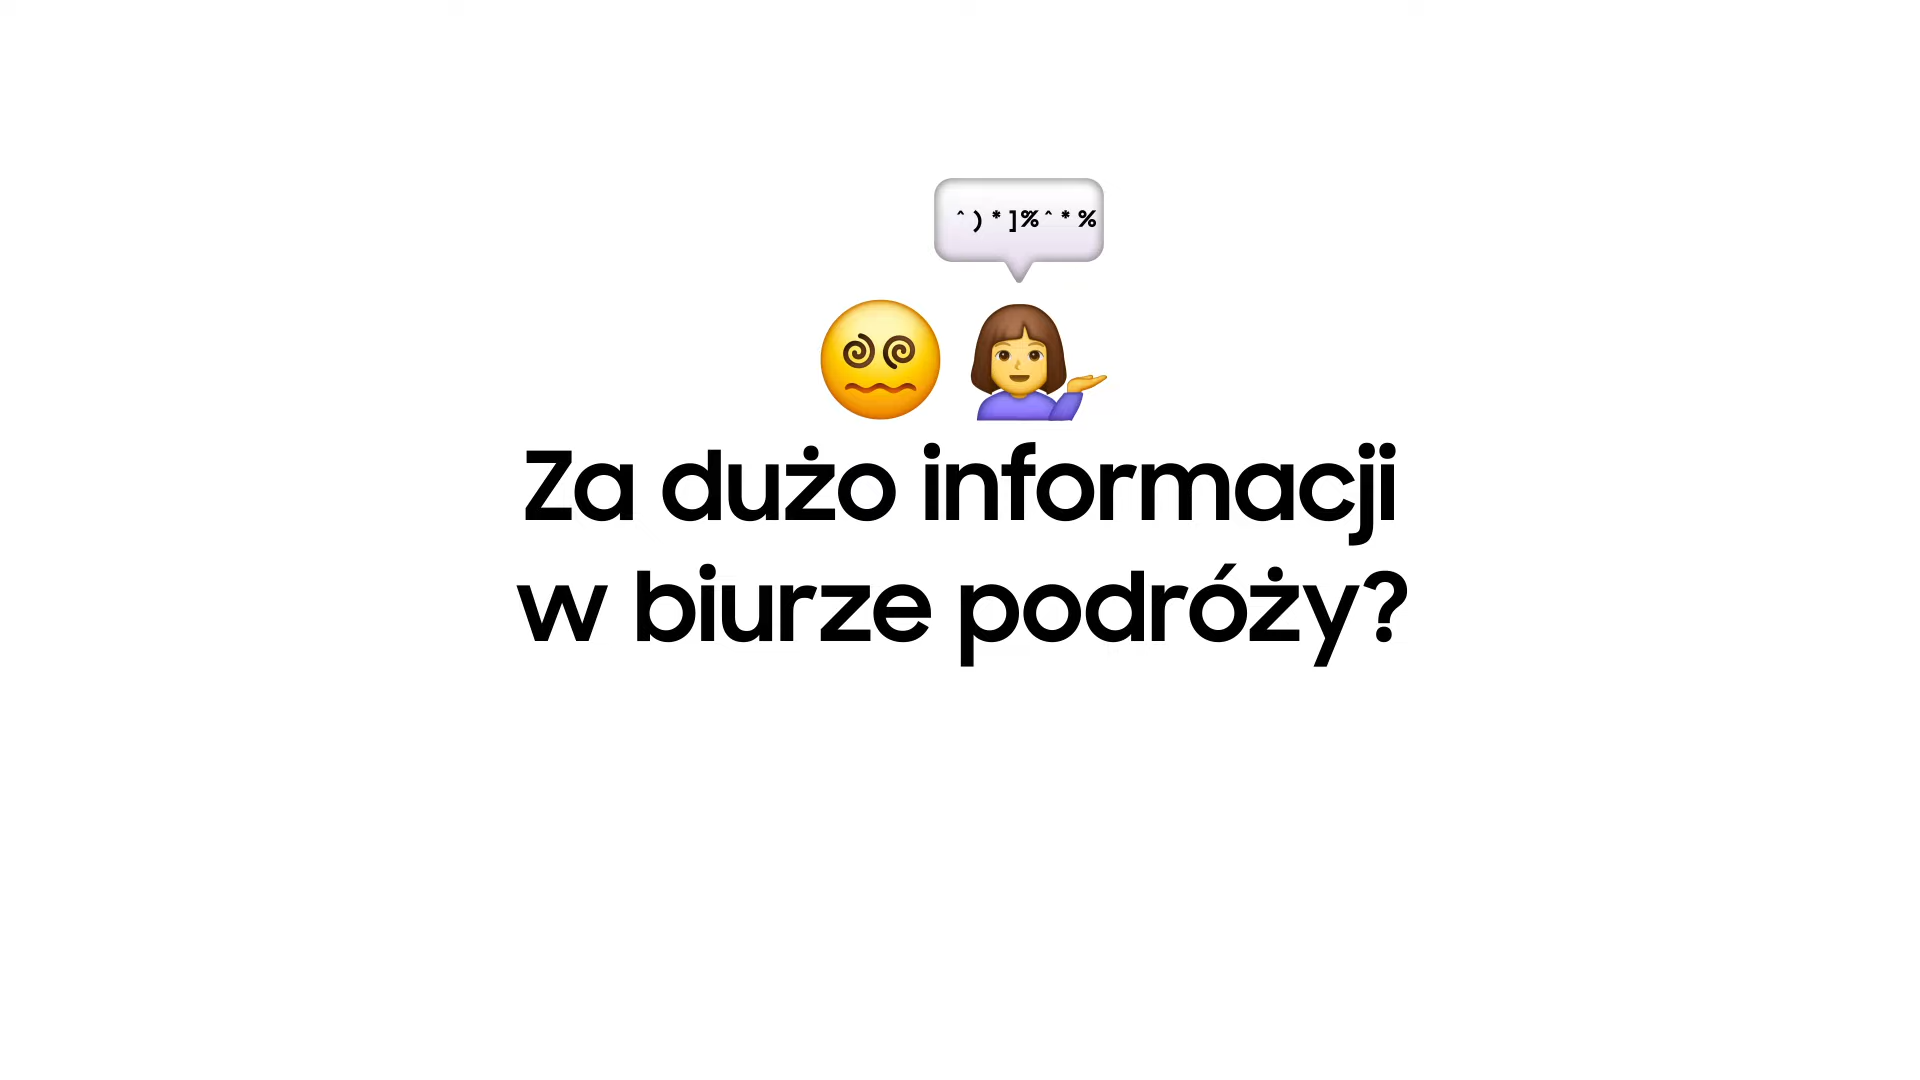 ^)*]%^*%
Za dużo informacji
w biurze podróży?